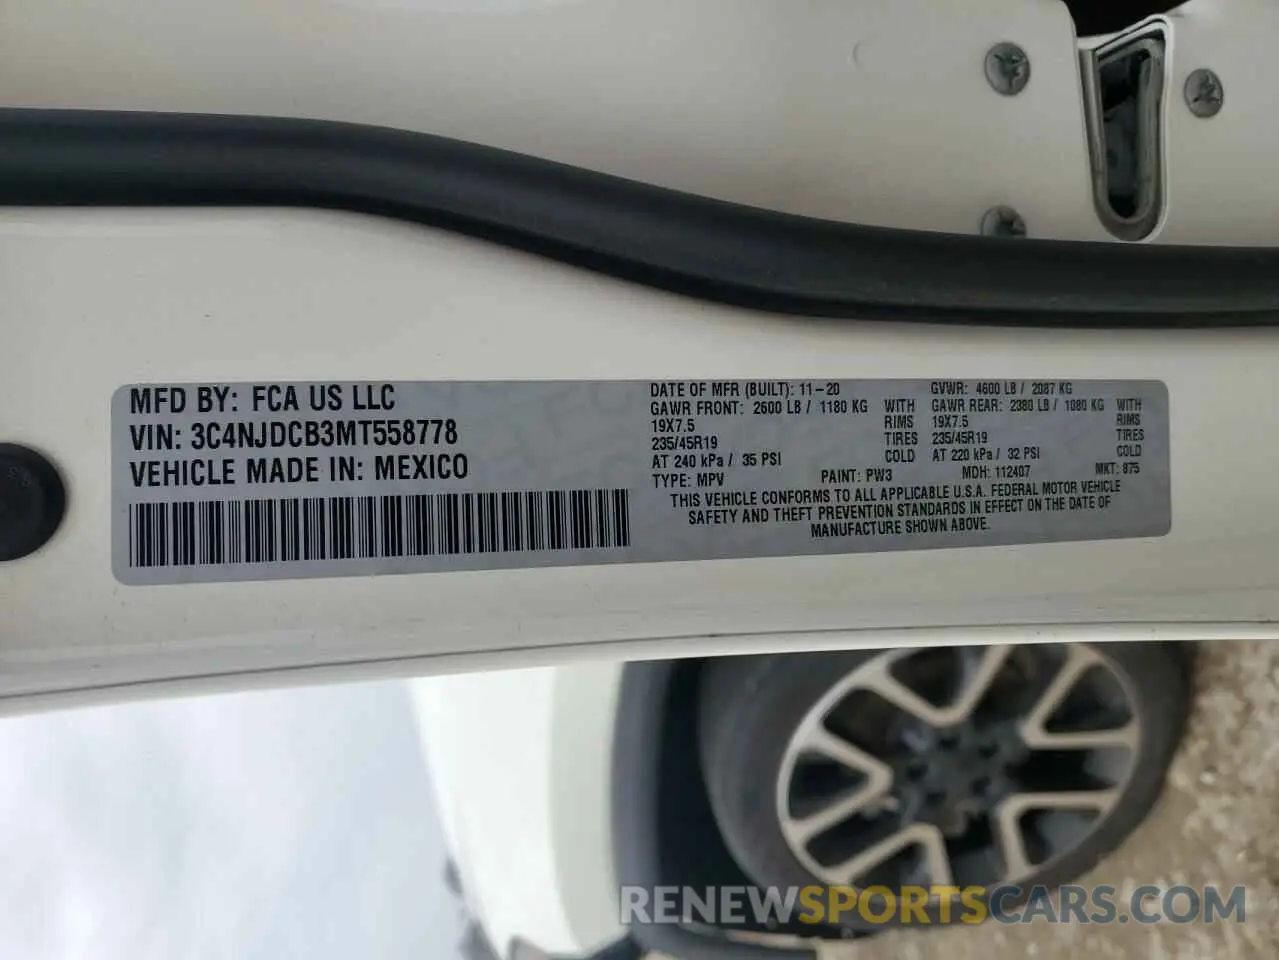 MFD BY: FCA US LLC
VIN: 3C4NJDCB3MT558778
VEHICLE MADE IN: MEXICO
DATE OF MFR (BUILT): 11-20 GVWR: 4600 LB / 2087 KG
GAWR FRONT: 2600 LB / 1180 KG WITH GAWR REAR: 2380 LB / 1080 KG WITH
19X7.5 RIMS 19X7.5 RIMS
235/45R19 TIRES 235/45R19 TIRES
AT 240 kPa / 35 PSI COLD AT 220 kPa / 32 PSI COLD
TYPE: MPV PAINT: PW3 MDH: 112407 MKT: 875
THIS VEHICLE CONFORMS TO ALL APPLICABLE U.S.A. FEDERAL MOTOR VEHICLE
SAFETY AND THEFT PREVENTION STANDARDS IN EFFECT ON THE DATE OF
MANUFACTURE SHOWN ABOVE.
RENEWSPORTSCARS.COM